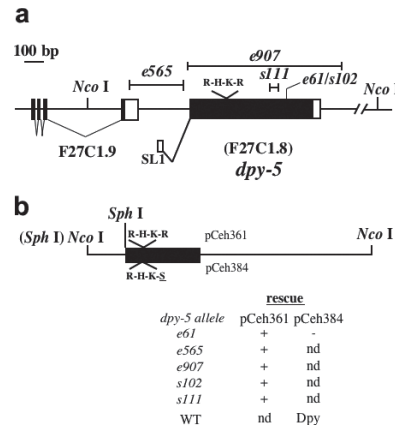 a
100 bp
e907
e565
s111
Nco I
R-H-K-R
e61/s102
Nco I
F27C1.9
SL1
(F27C1.8)
dpy-5
b
Sph I
(Sph I) Nco I
R-H-K-R
pCeh361
Nco I
pCeh384
R-H-K-S
rescue
dpy-5 allele pCeh361 pCeh384
e61 + -
e565 + nd
e907 + nd
s102 + nd
s111 + nd
WT nd Dpy